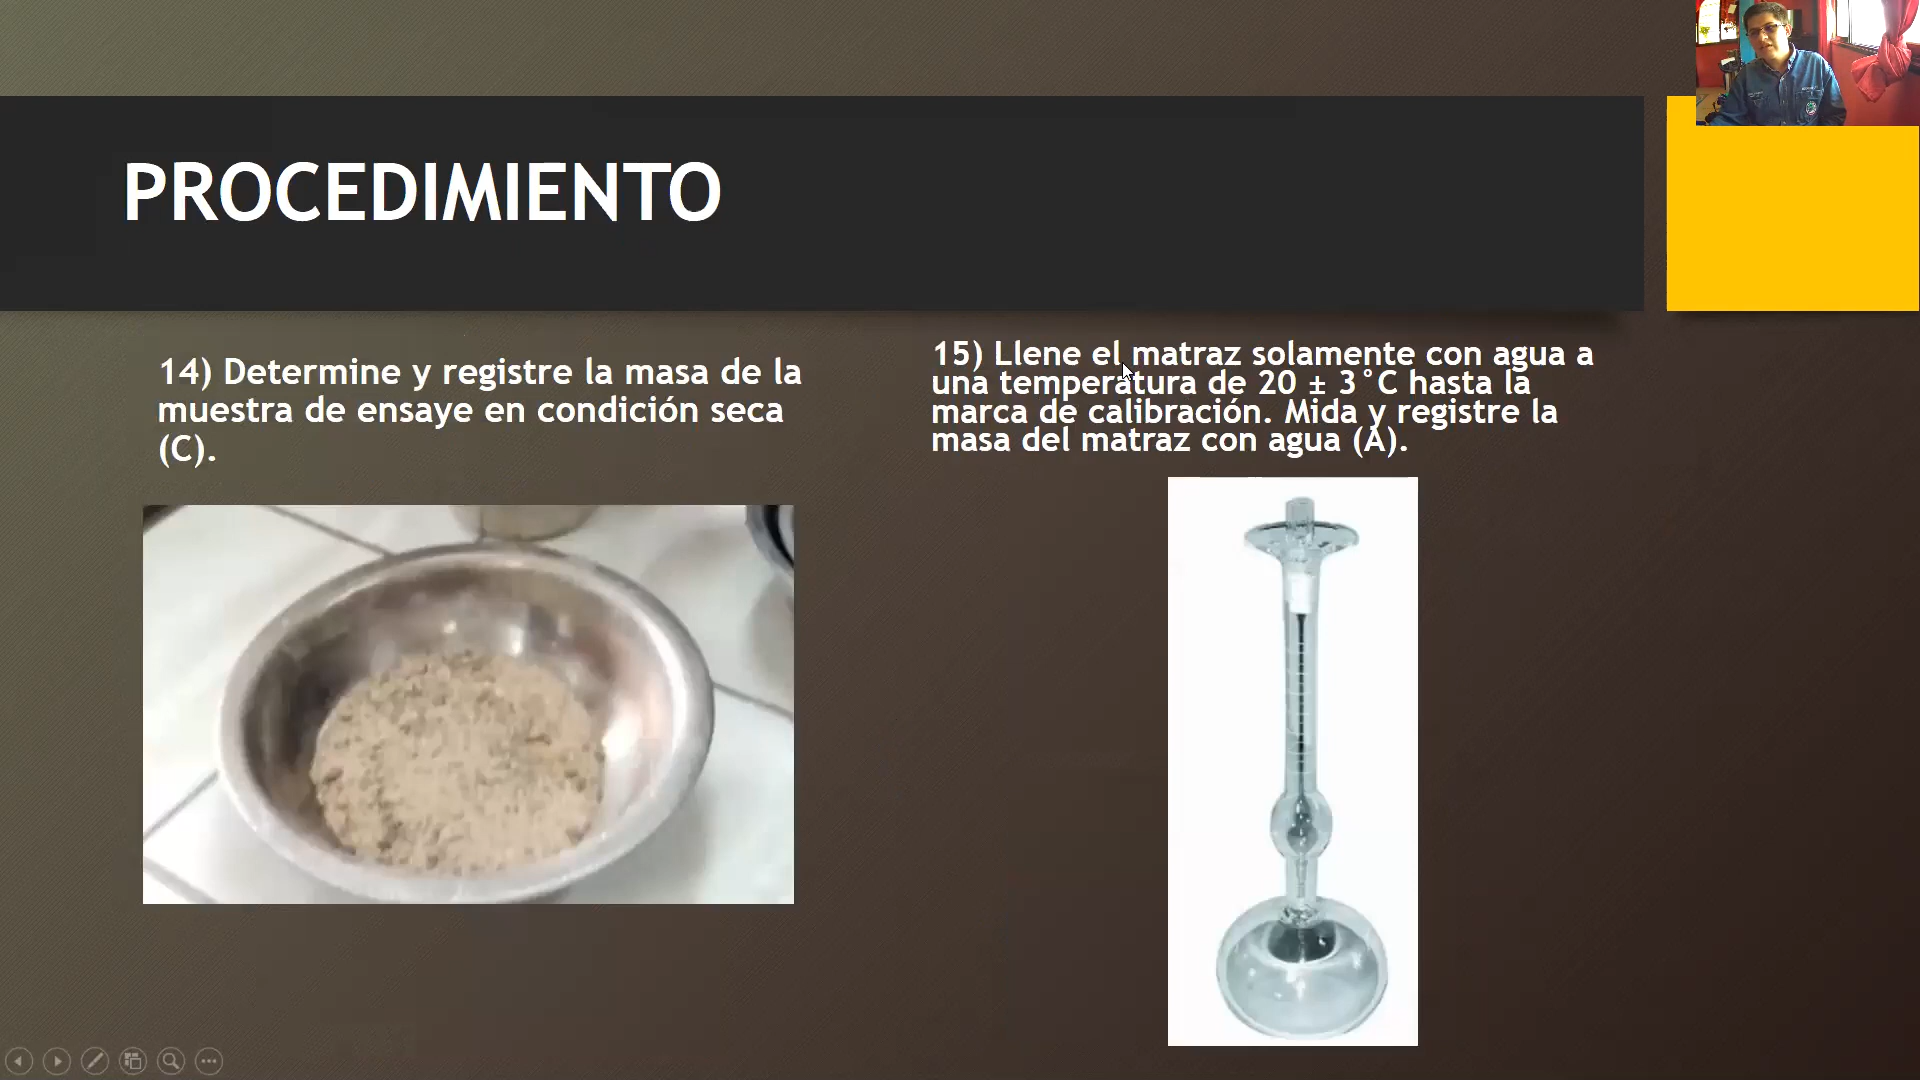 PROCEDIMIENTO
14) Determine y registre la masa de la
muestra de ensaye en condición seca
(C).
15) Llene el matraz solamente con agua a
una temperatura de 20 ± 3°C hasta la
marca de calibración. Mida y registre la
masa del matraz con agua (A).